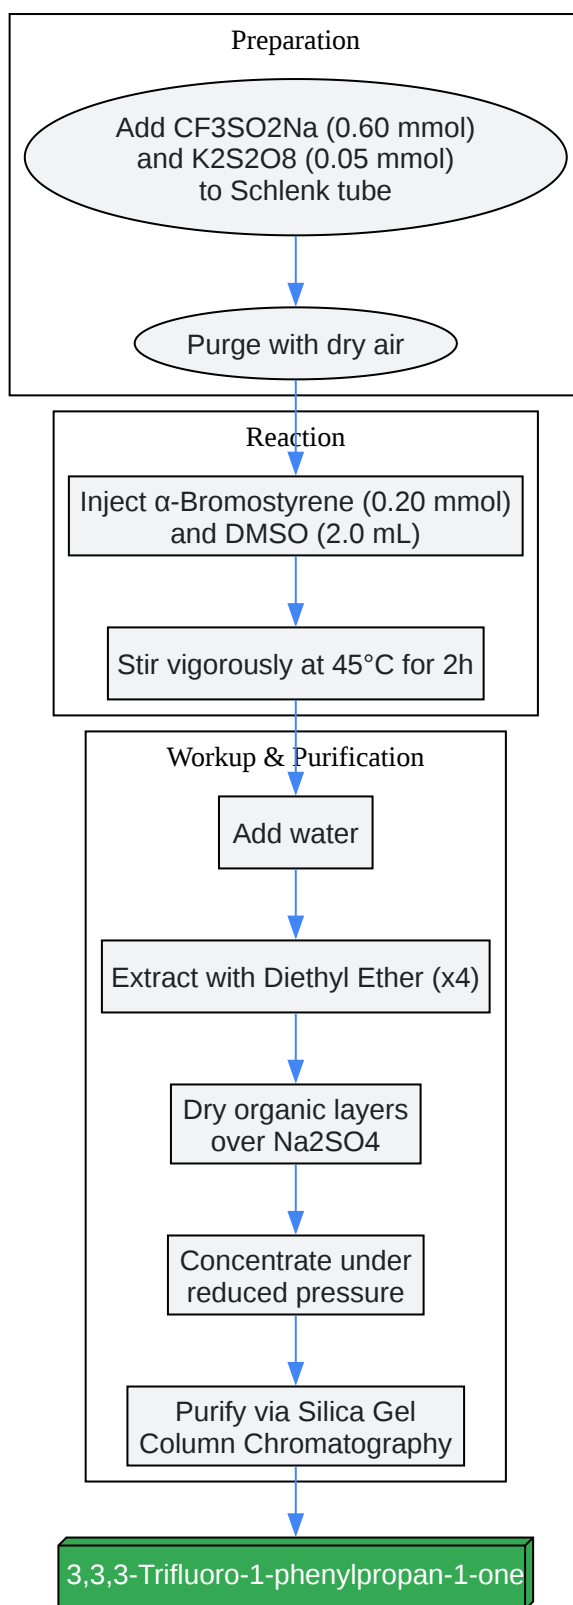 Preparation
Add CF3SO2Na (0.60 mmol)
and K2S2O8 (0.05 mmol)
to Schlenk tube
Purge with dry air
Reaction
Inject α-Bromostyrene (0.20 mmol)
and DMSO (2.0 mL)
Stir vigorously at 45°C for 2h
Workup & Purification
Add water
Extract with Diethyl Ether (x4)
Dry organic layers
over Na2SO4
Concentrate under
reduced pressure
Purify via Silica Gel
Column Chromatography
3,3,3-Trifluoro-1-phenylpropan-1-one